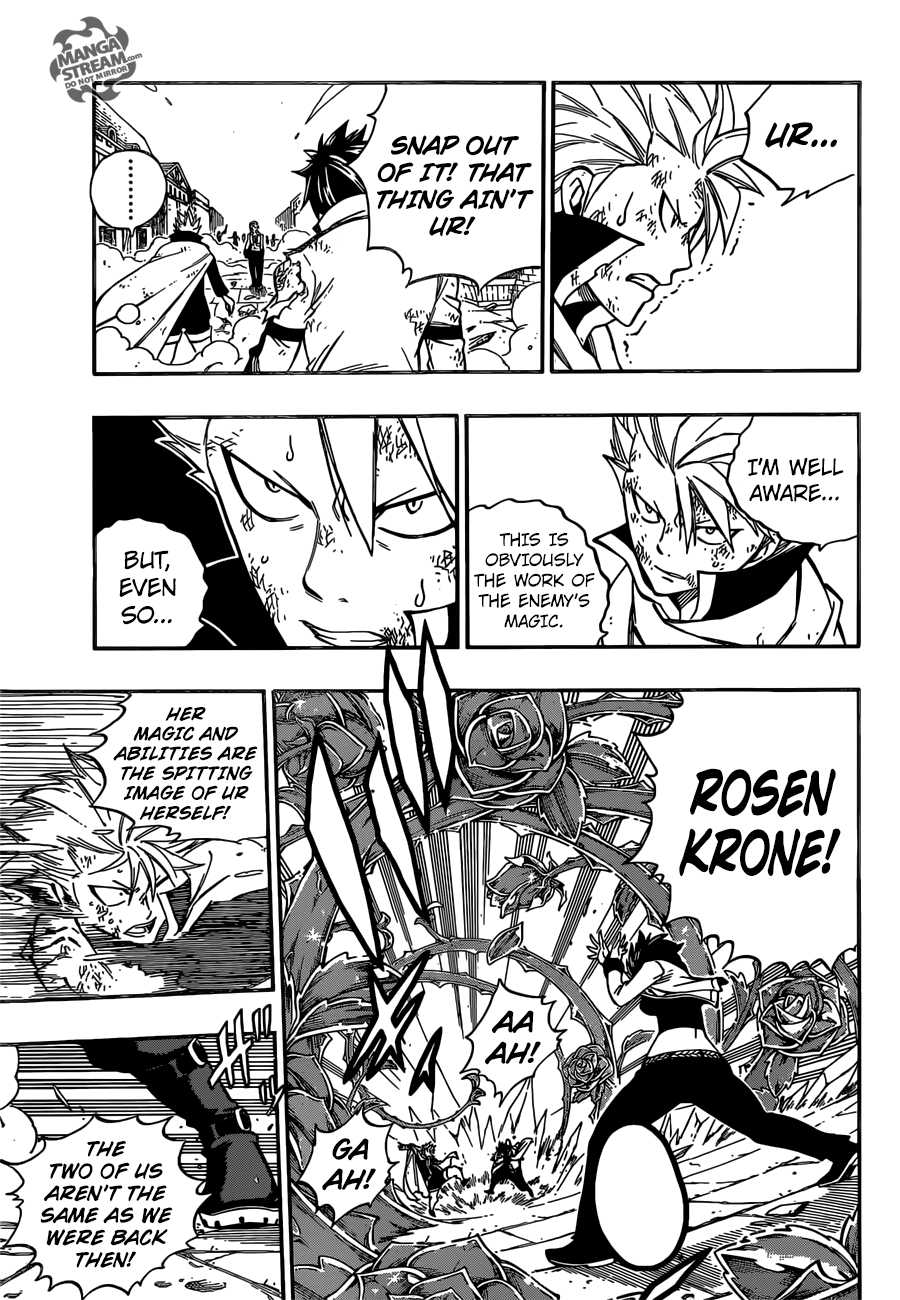 MANGA
STREAM.com
DO NOT MIRROR
UR...
SNAP OUT
OF IT! THAT
THING AIN'T
UR!
........
I'M WELL
AWARE...
THIS IS
OBVIOUSLY
THE WORK OF
THE ENEMY'S
MAGIC.
BUT,
EVEN
SO...
ROSEN
KRONE!
AA
AH!
GA
AH!
HER
MAGIC AND
ABILITIES ARE
THE SPITTING
IMAGE OF UR
HERSELF!
THE
TWO OF US
AREN'T THE
SAME AS WE
WERE BACK
THEN!